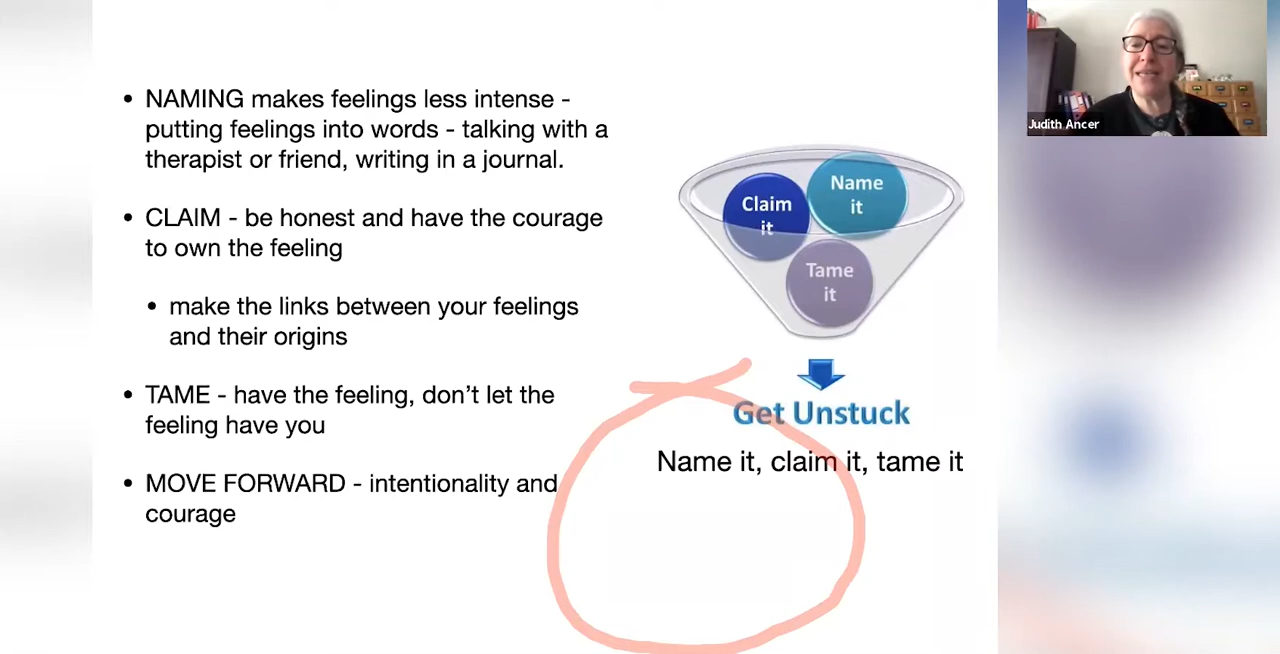 • NAMING makes feelings less intense -
putting feelings into words - talking with a
therapist or friend, writing in a journal.
• CLAIM - be honest and have the courage
to own the feeling
• make the links between your feelings
and their origins
• TAME - have the feeling, don’t let the
feeling have you
• MOVE FORWARD - intentionality and
courage
Claim
it
Name
it
Tame
it
Get Unstuck
Name it, claim it, tame it
Judith Ancer